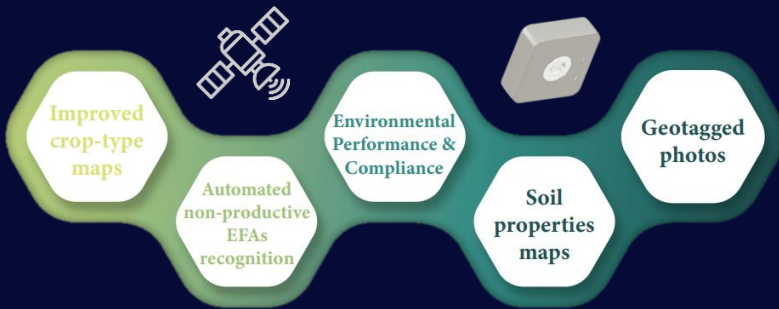 Improved
crop-type
maps
Automated
non-productive
EFAs
recognition
Environmental
Performance &
Compliance
Soil
properties
maps
Geotagged
photos